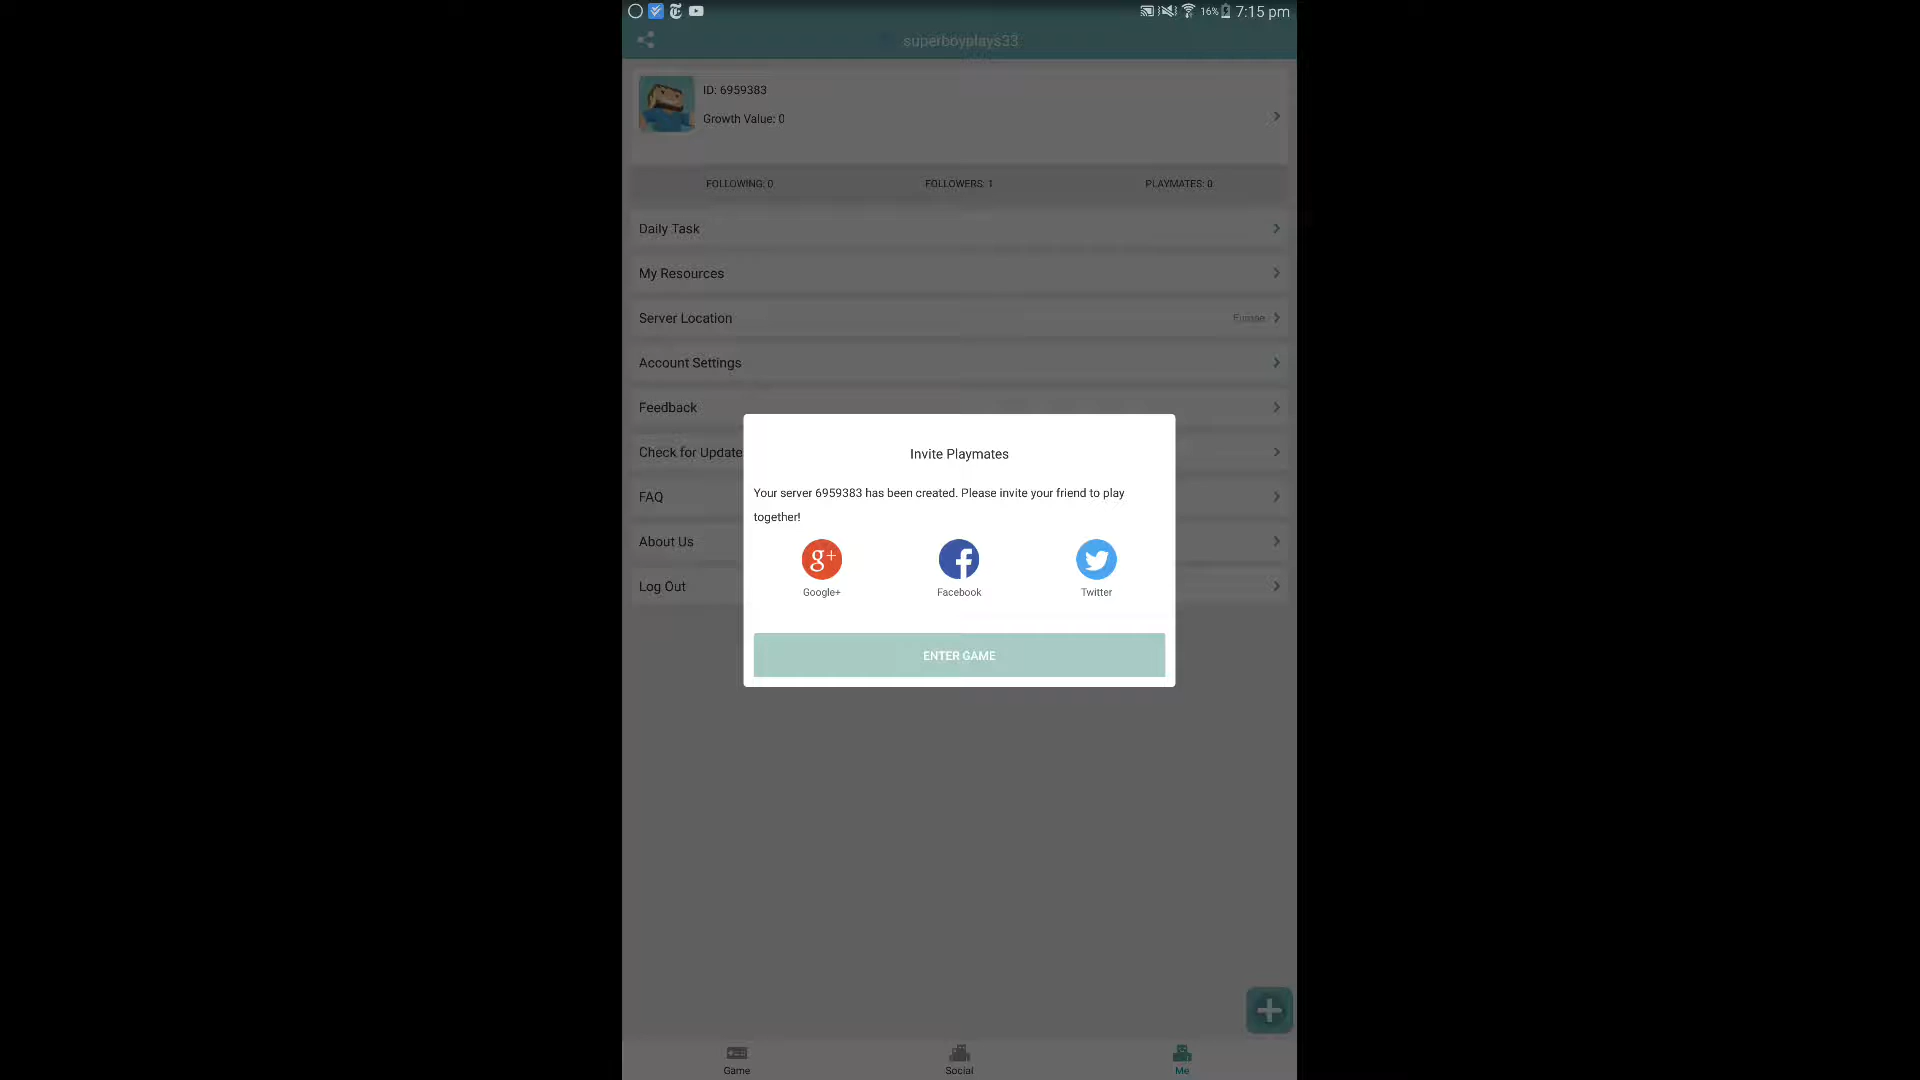 16% 7:15 pm
superboyplays33
ID: 6959383
Growth Value: 0
FOLLOWING: 0 FOLLOWERS: 1 PLAYMATES: 0
Daily Task
My Resources
Server Location Europe
Account Settings
Feedback
Check for Update
FAQ
About Us
Log Out
Invite Playmates
Your server 6959383 has been created. Please invite your friend to play
together!
g+
Google+ Facebook Twitter
ENTER GAME
Game Social Me